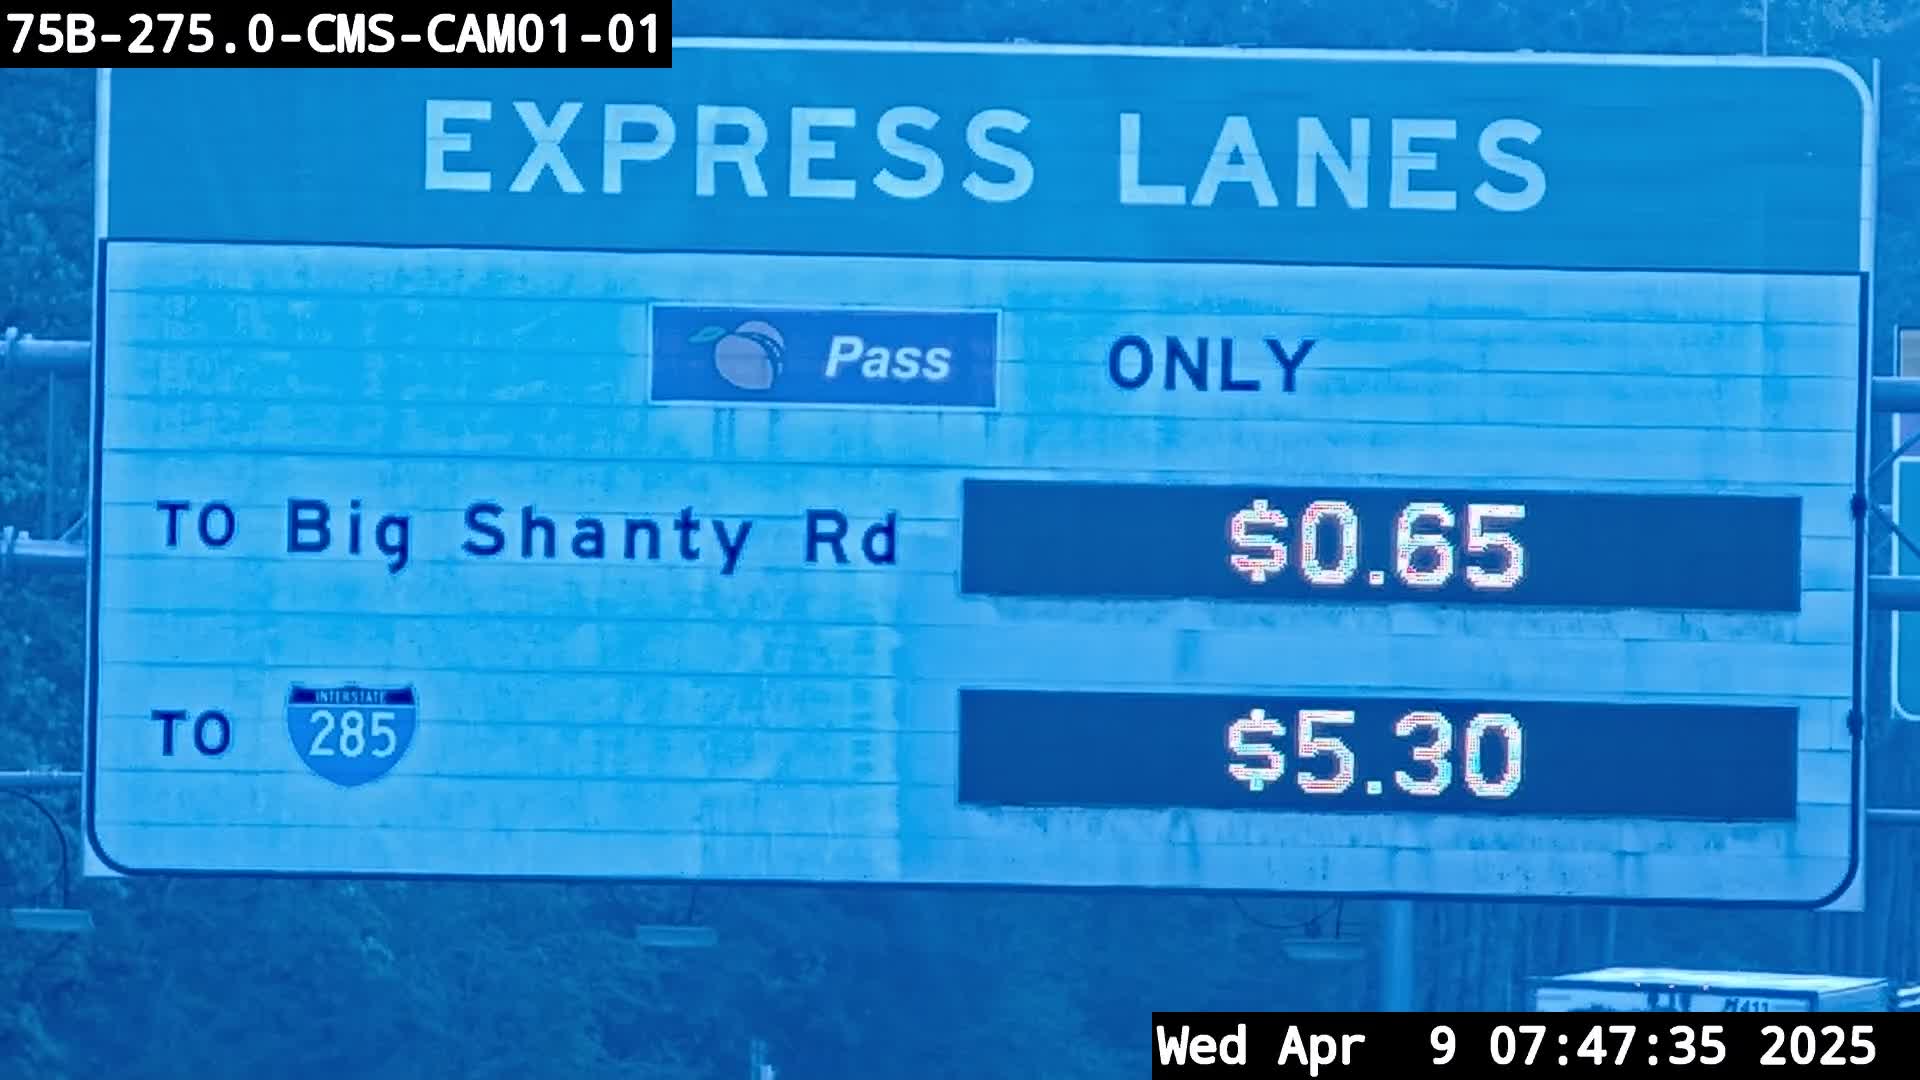 75B-275.0-CMS-CAM01-01
EXPRESS LANES
Pass ONLY
TO Big Shanty Rd $0.65
INTERSTATE
TO 285 $5.30
Wed Apr 9 07:47:35 2025